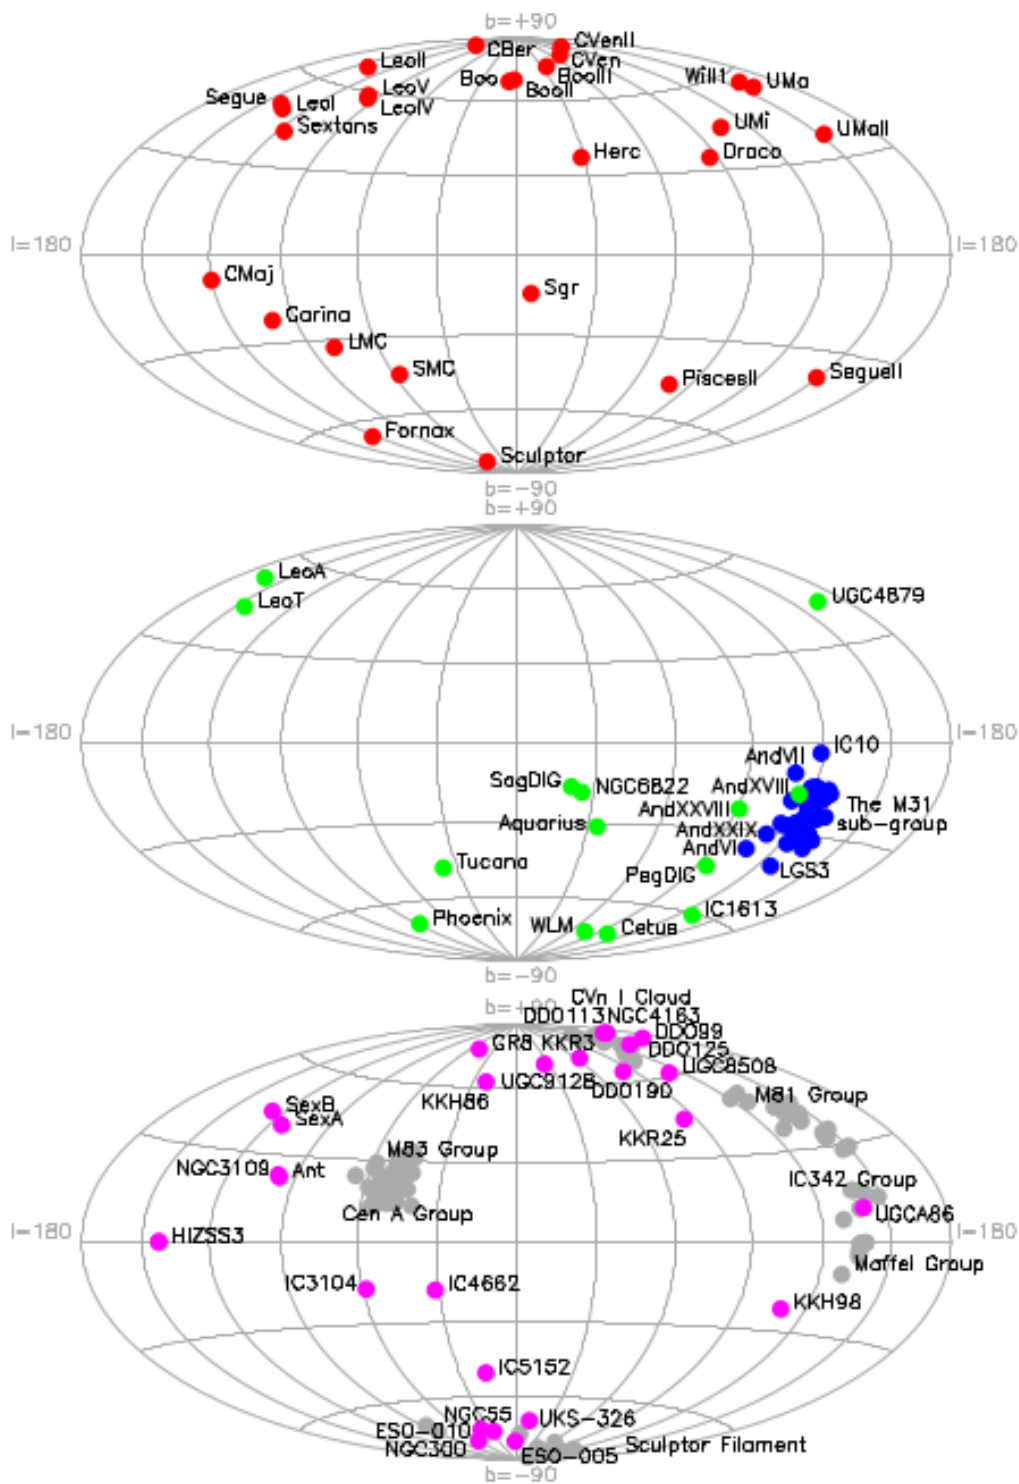 b=+90
CVenII
CBer
CVen
LeoII
BooIII
Boo
BooII
Will1
UMa
LeoV
Segue
LeoI
LeoIV
Sextans
UMi
UMaII
Herc
Draco
l=180
l=180
CMaj
Sgr
Carina
LMC
SMC
PiscesII
SegueII
Fornax
Sculptor
b=-90
b=+90
LeoA
LeoT
UGC4879
l-180
l-180
IC10
AndVII
SagDIG
NGC6822
AndXVIII
AndXXVIII
The M31
sub-group
Aquarius
AndXXIX
AndVI
Tucana
PegDIG
LGS3
Phoenix
IC1613
WLM
Cetus
b=-90
b=+90
CVn I Cloud
DDO113
NGC4163
DDO99
GR8
KKR3
DDO125
UGC8508
UGC9128
DDO190
KKH86
M81 Group
SexB
SexA
KKR25
M83 Group
NGC3109
Ant
IC342 Group
Cen A Group
UGCA86
l-180
HIZSS3
l-180
Maffei Group
IC3104
IC4662
KKH98
IC5152
NGC55
UKS-326
ESO-010
NGC300
ESO-005
Sculptor Filament
b=-90